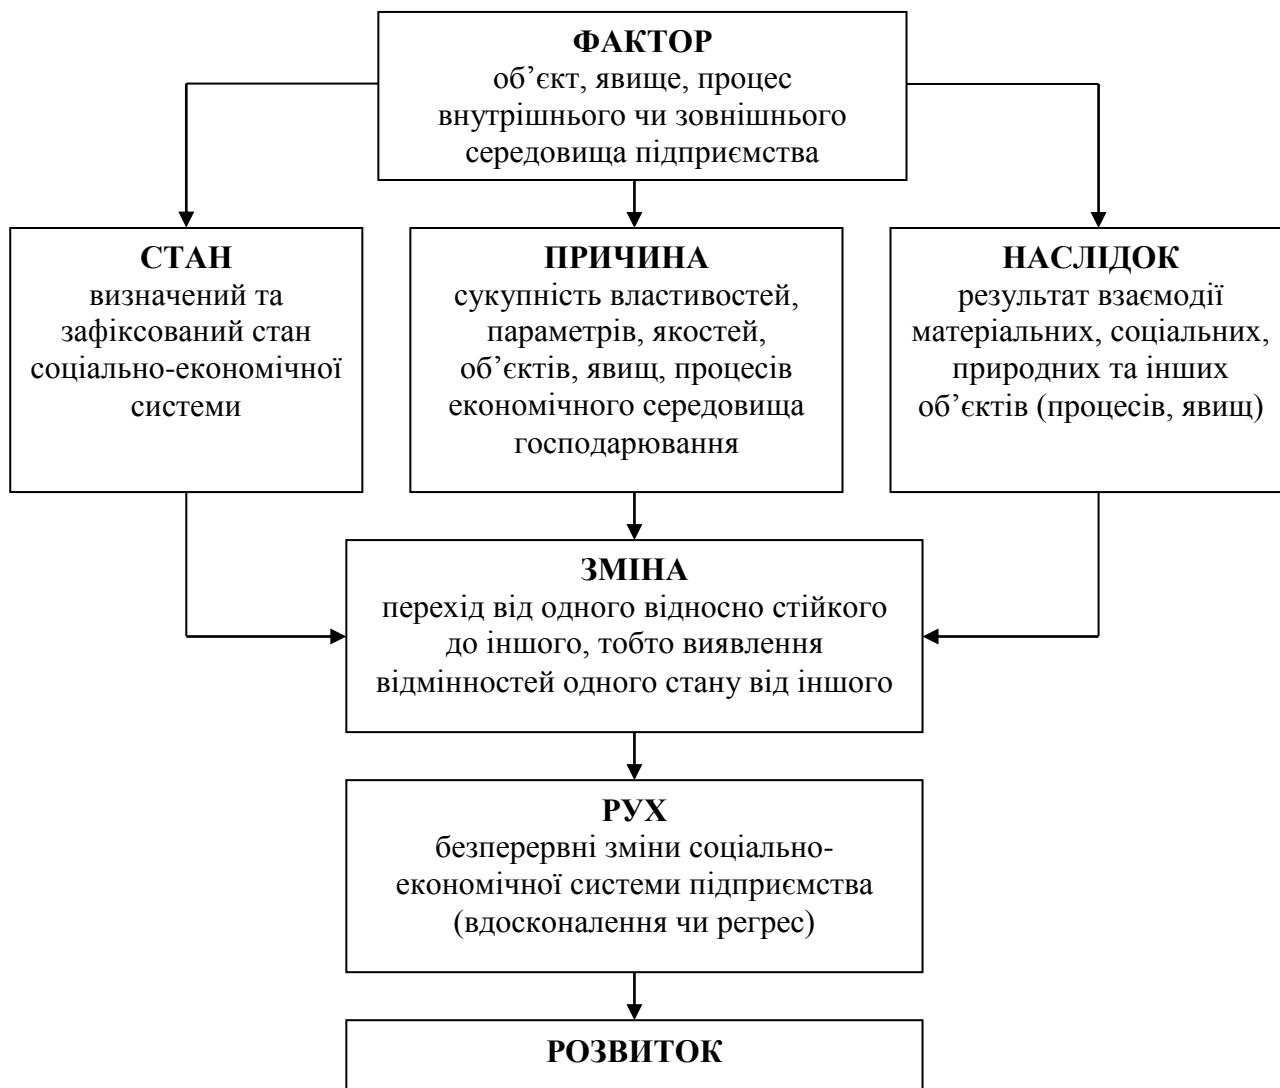 ФАКТОР
об’єкт, явище, процес
внутрішнього чи зовнішнього
середовища підприємства
СТАН
визначений та
зафіксований стан
соціально-економічної
системи
ПРИЧИНА
сукупність властивостей,
параметрів, якостей,
об’єктів, явищ, процесів
економічного середовища
господарювання
НАСЛІДОК
результат взаємодії
матеріальних, соціальних,
природних та інших
об’єктів (процесів, явищ)
ЗМІНА
перехід від одного відносно стійкого
до іншого, тобто виявлення
відмінностей одного стану від іншого
РУХ
безперервні зміни соціально-
економічної системи підприємства
(вдосконалення чи регрес)
РОЗВИТОК